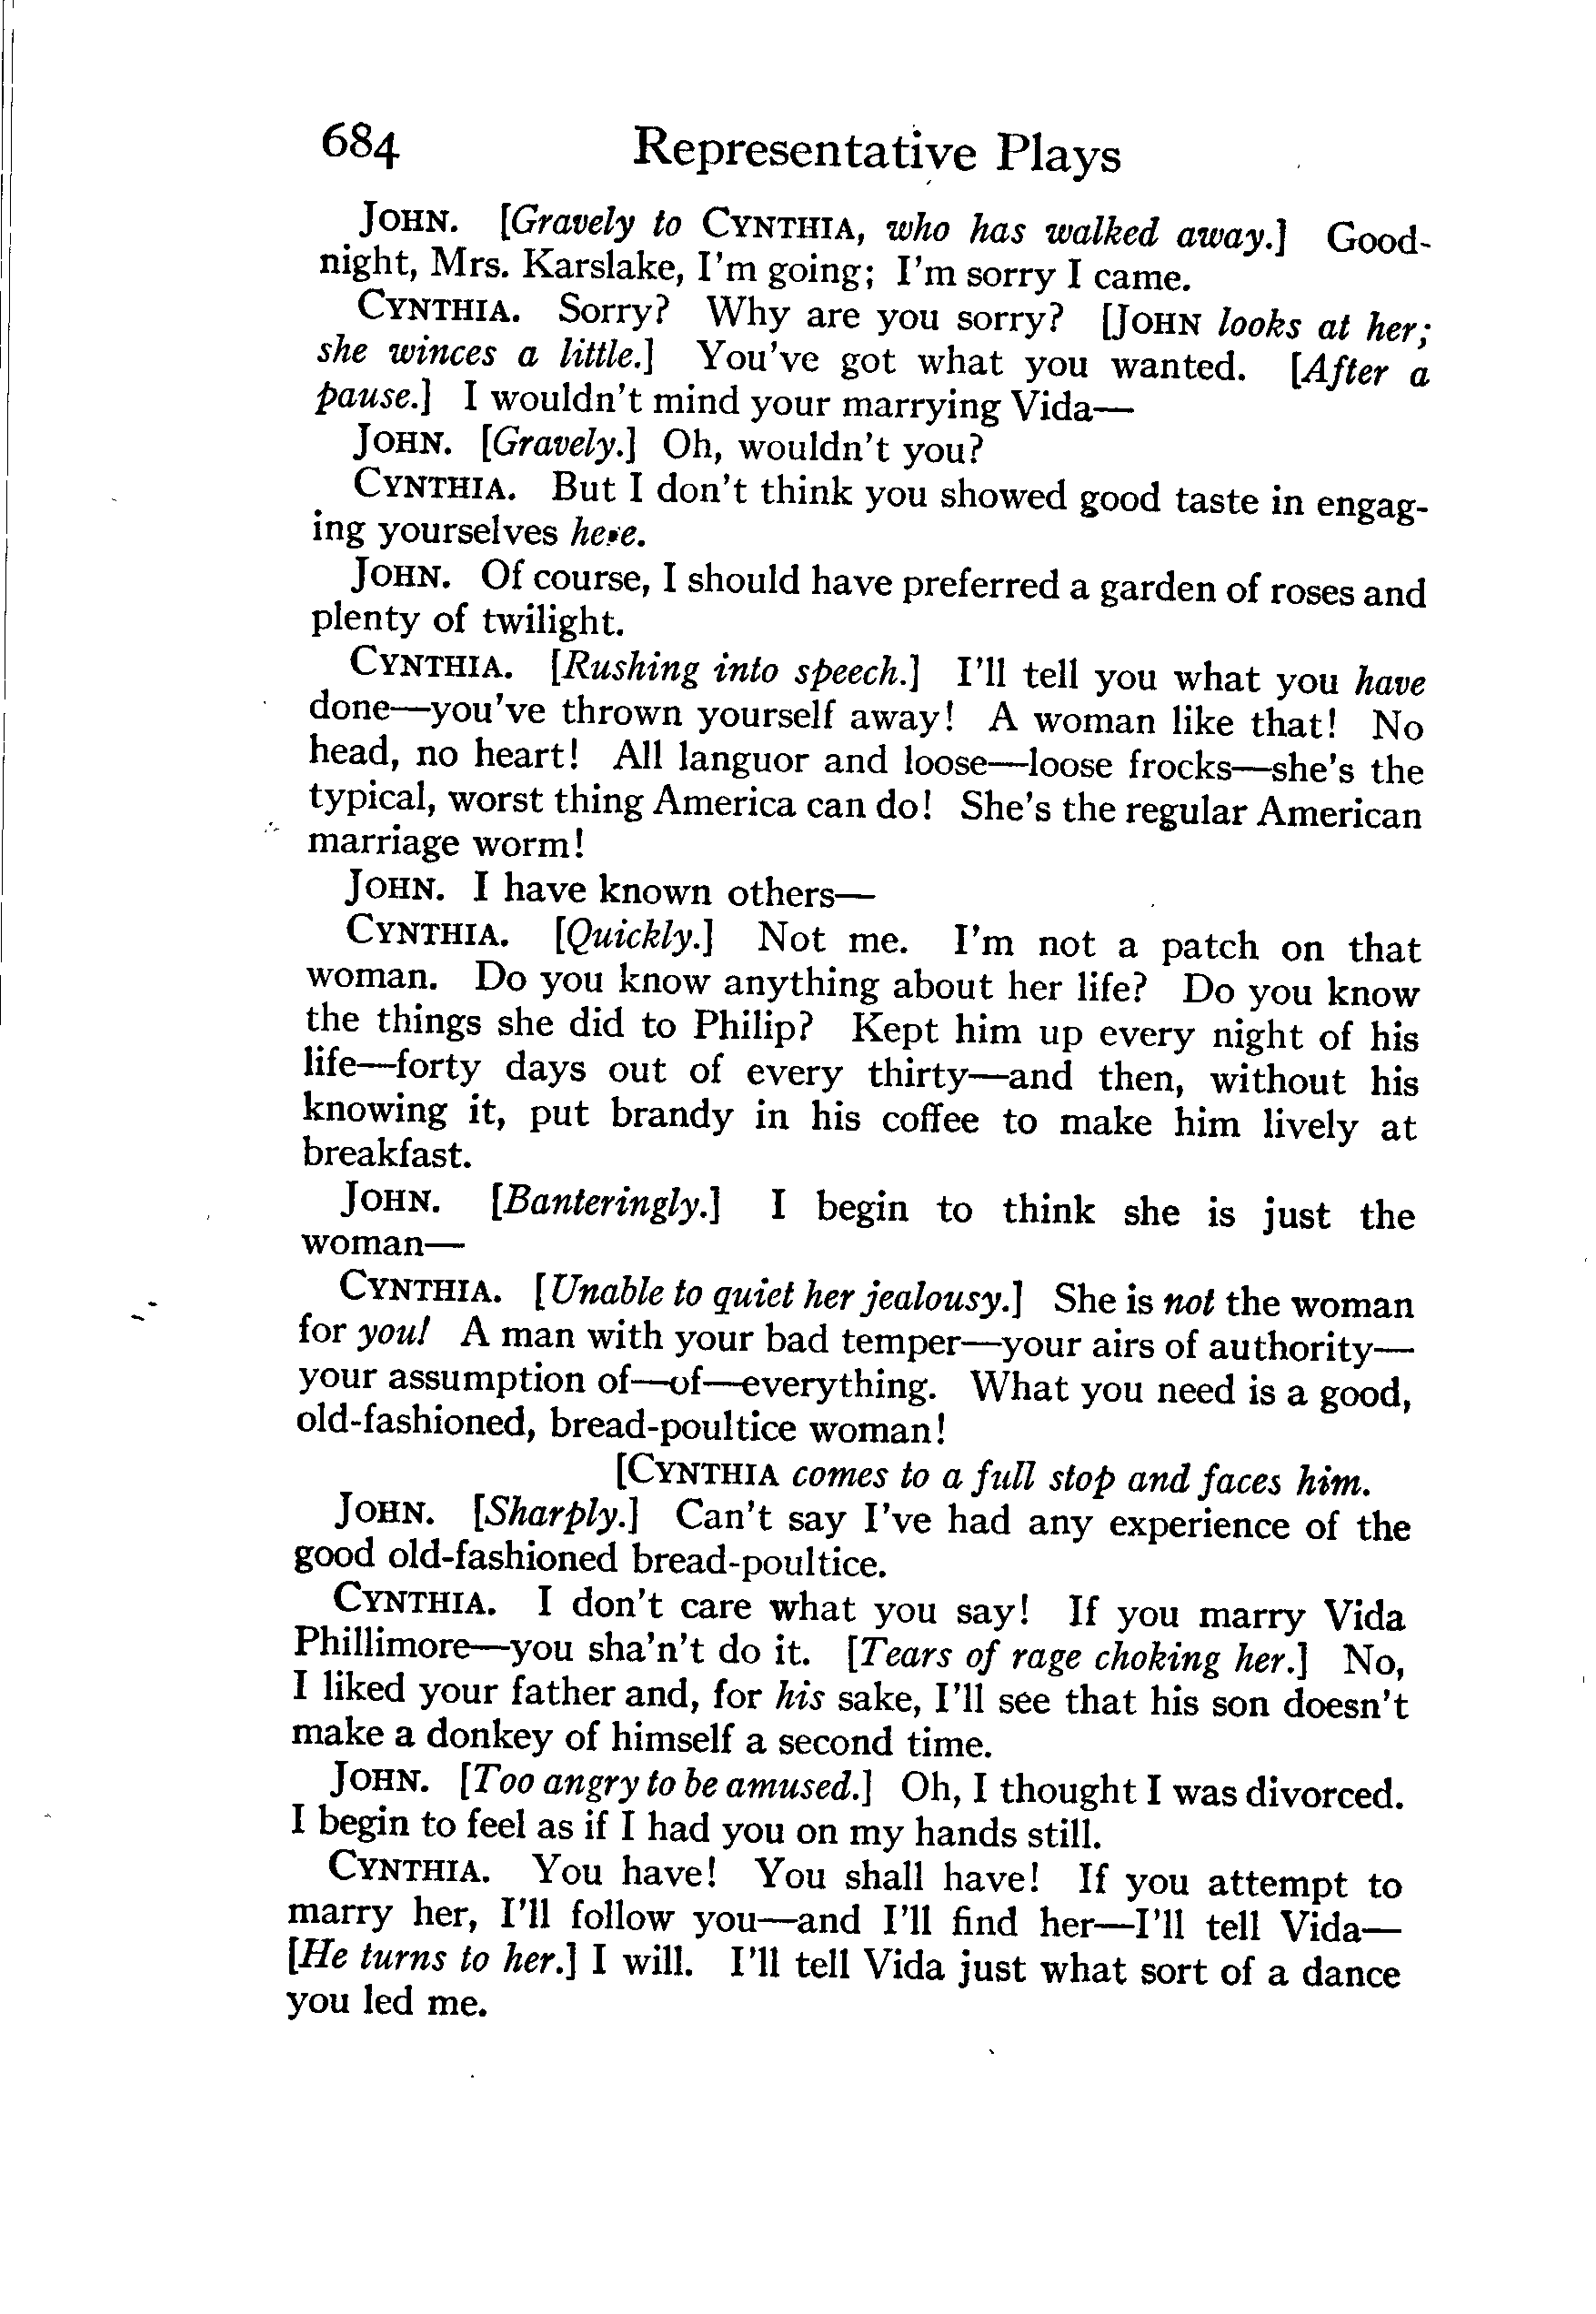 684 Representative Plays
JOHN. [Gravely to CYNTHIA, who has walked away.] Good-
night, Mrs. Karslake, I'm going; I'm sorry I came.
CYNTHIA. Sorry? Why are you sorry? [JOHN looks at her;
she winces a little.] You've got what you wanted. [After a
pause.] I wouldn't mind your marrying Vida—
JOHN. [Gravely.] Oh, wouldn't you?
CYNTHIA. But I don't think you showed good taste in engag-
ing yourselves here.
JOHN. Of course, I should have preferred a garden of roses and
plenty of twilight.
CYNTHIA. [Rushing into speech.] I'll tell you what you have
done—you've thrown yourself away! A woman like that! No
head, no heart! All languor and loose—loose frocks—she's the
typical, worst thing America can do! She's the regular American
marriage worm!
JOHN. I have known others—
CYNTHIA. [Quickly.] Not me. I'm not a patch on that
woman. Do you know anything about her life? Do you know
the things she did to Philip? Kept him up every night of his
life—forty days out of every thirty—and then, without his
knowing it, put brandy in his coffee to make him lively at
breakfast.
JOHN. [Banteringly.] I begin to think she is just the
woman—
CYNTHIA. [Unable to quiet her jealousy.] She is not the woman
for you! A man with your bad temper—your airs of authority—
your assumption of—of—everything. What you need is a good,
old-fashioned, bread-poultice woman!
[CYNTHIA comes to a full stop and faces him.
JOHN. [Sharply.] Can't say I've had any experience of the
good old-fashioned bread-poultice.
CYNTHIA. I don't care what you say! If you marry Vida
Phillimore—you sha'n't do it. [Tears of rage choking her.] No,
I liked your father and, for his sake, I'll see that his son doesn't
make a donkey of himself a second time.
JOHN. [Too angry to be amused.] Oh, I thought I was divorced.
I begin to feel as if I had you on my hands still.
CYNTHIA. You have! You shall have! If you attempt to
marry her, I'll follow you—and I'll find her—I'll tell Vida—
[He turns to her.] I will. I'll tell Vida just what sort of a dance
you led me.